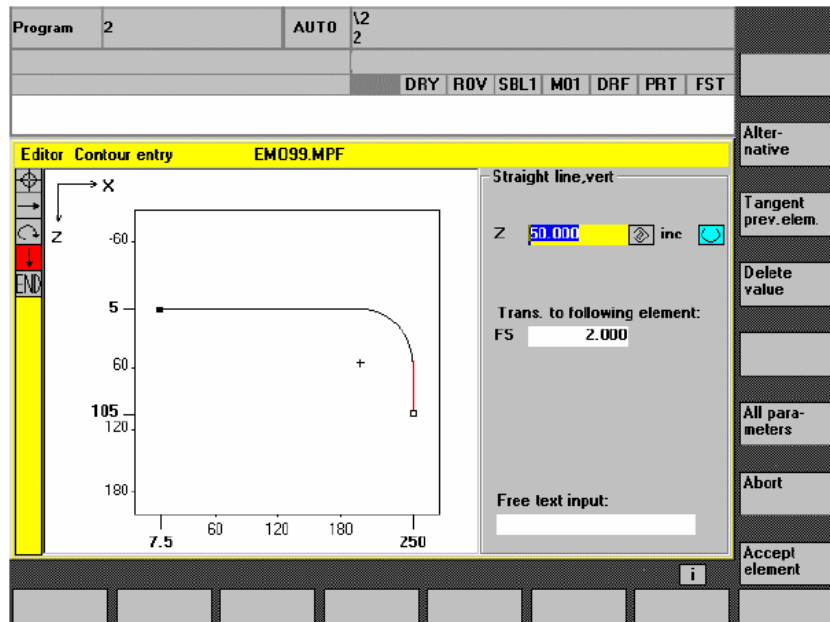 Program 2 AUTO \2
2
DRY ROV SBL1 M01 DRF PRT FST
Editor Contour entry EMO99.MPF
Alter-
native
Tangent
prev.elem.
Delete
value
All para-
meters
Abort
Accept
element
END
X
Z
-60
5
60
105
120
180
7.5 60 120 180 250
Straight line,vert
Z 50.000 inc
Trans. to following element:
FS 2.000
Free text input:
i